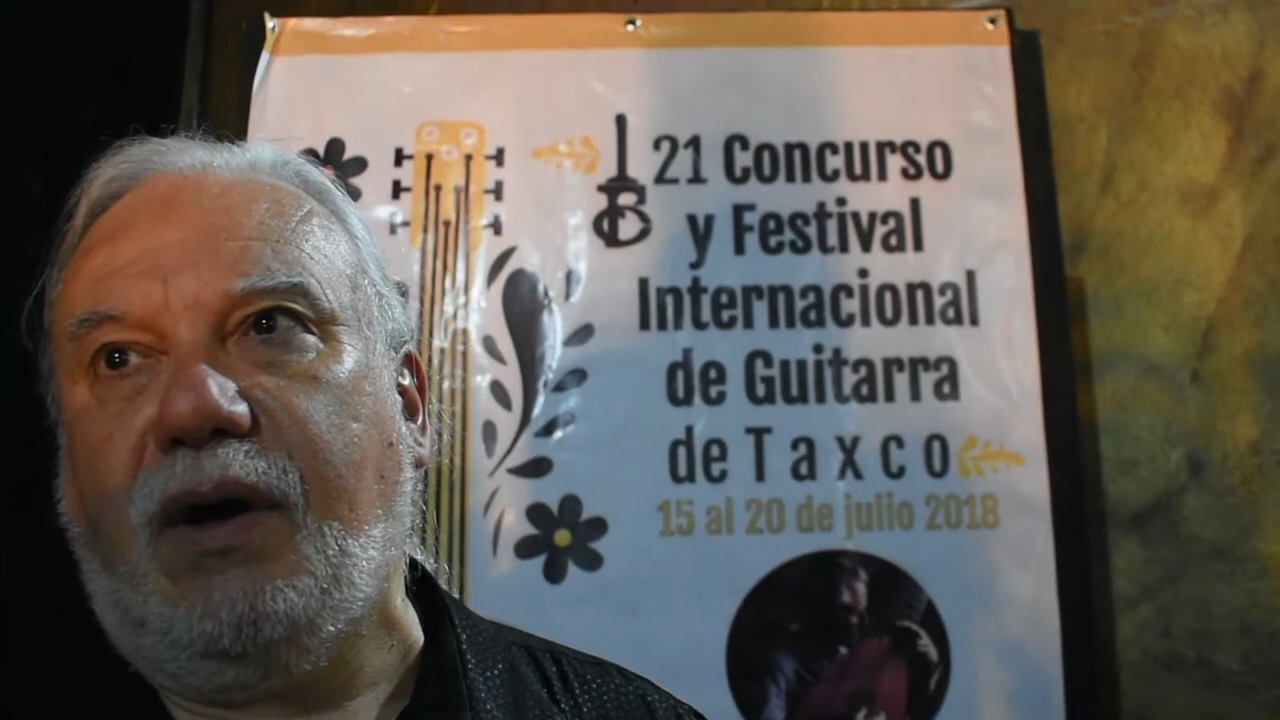 21 Concurso
y Festival
Internacional
de Guitarra
de Taxco
15 al 20 de julio 2018